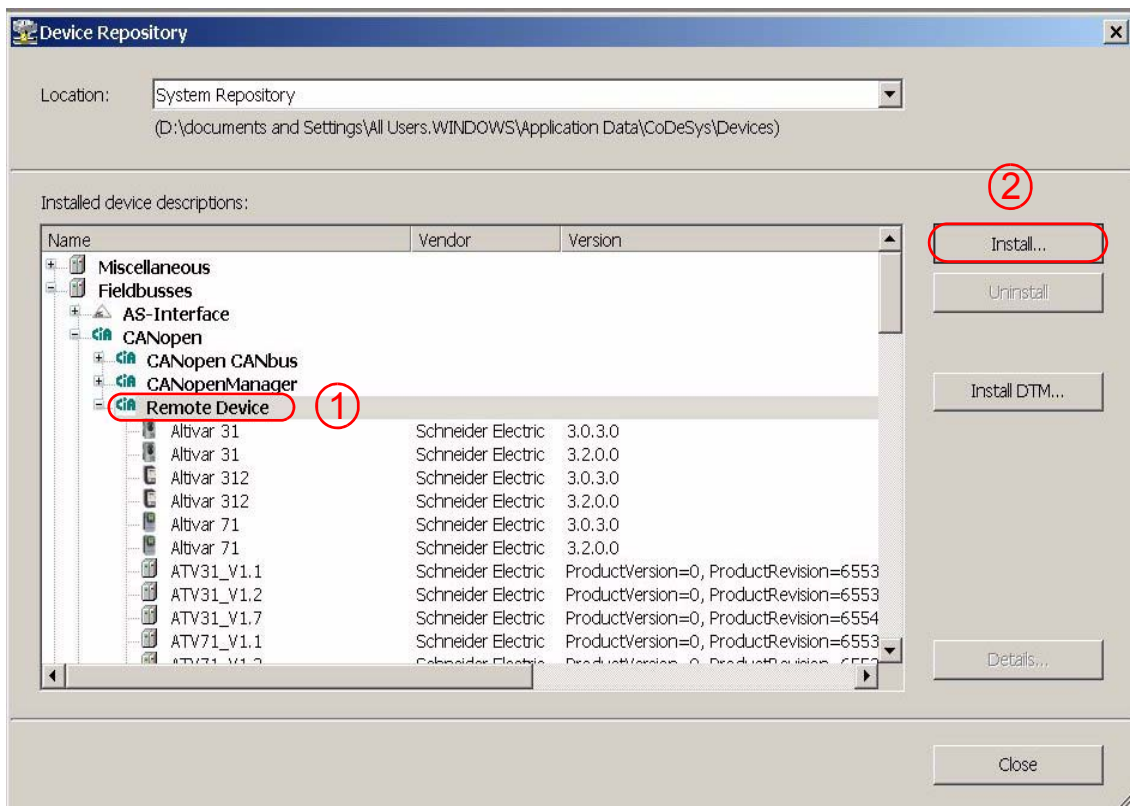 Device Repository
Location: System Repository
(D:\documents and Settings\All Users.WINDOWS\Application Data\CoDeSys\Devices)
②
Installed device descriptions:
Install...
Name Vendor Version
Miscellaneous
Uninstall
Fieldbusses
AS-Interface
CiA CANopen
CiA CANopen CANbus
CiA CANopenManager
Install DTM...
CiA Remote Device ①
Altivar 31 Schneider Electric 3.0.3.0
Altivar 31 Schneider Electric 3.2.0.0
Altivar 312 Schneider Electric 3.0.3.0
Altivar 312 Schneider Electric 3.2.0.0
Altivar 71 Schneider Electric 3.0.3.0
Altivar 71 Schneider Electric 3.2.0.0
ATV31_V1.1 Schneider Electric ProductVersion=0, ProductRevision=6553
ATV31_V1.2 Schneider Electric ProductVersion=0, ProductRevision=6553
ATV31_V1.7 Schneider Electric ProductVersion=0, ProductRevision=6554
ATV71_V1.1 Schneider Electric ProductVersion=0, ProductRevision=6553
Details...
Close